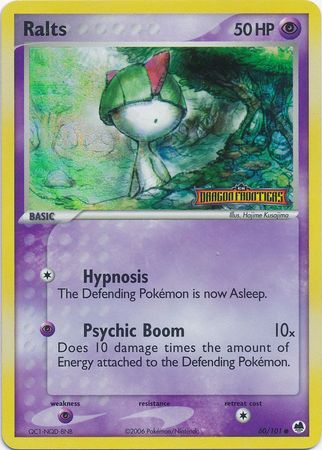 Ralts 50 HP
DRAGON FRONTIERS
BASIC
Illus. Hajime Kusajima
Hypnosis
The Defending Pokémon is now Asleep.
Psychic Boom 10x
Does 10 damage times the amount of
Energy attached to the Defending Pokémon.
weakness resistance retreat cost
©2006 Pokémon/Nintendo
60/101